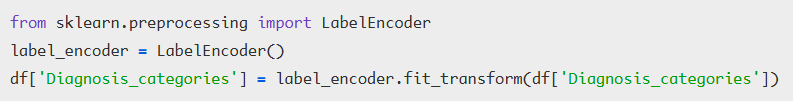 from sklearn.preprocessing import LabelEncoder
label_encoder = LabelEncoder()
df['Diagnosis_categories'] = label_encoder.fit_transform(df['Diagnosis_categories'])